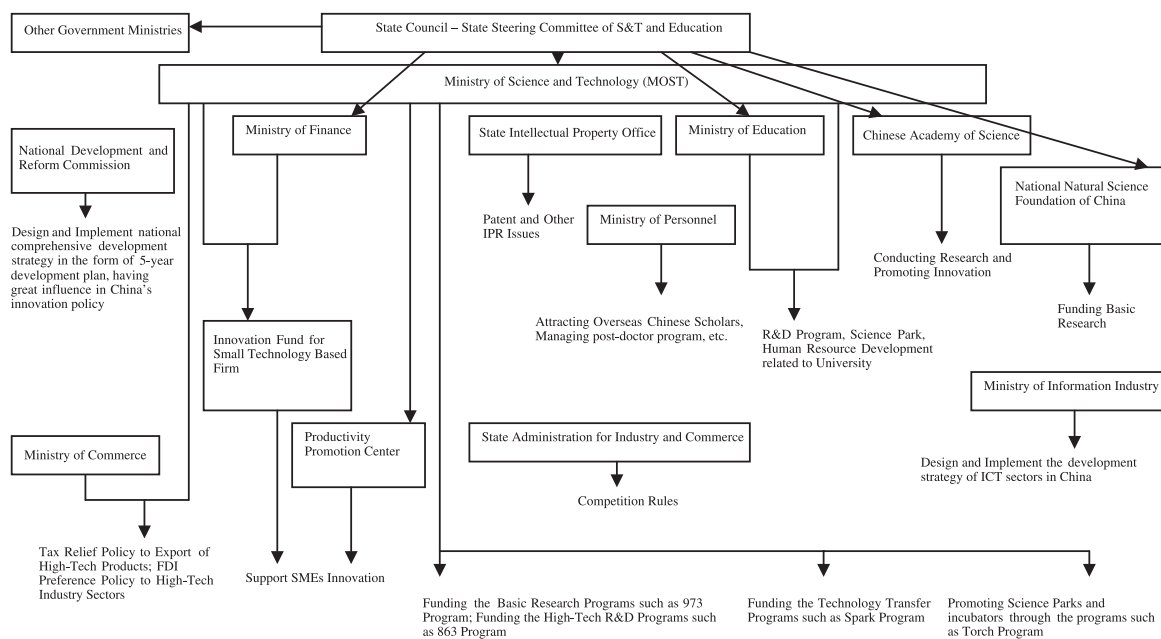 Other Government Ministries
State Council – State Steering Committee of S&T and Education
Ministry of Science and Technology (MOST)
Ministry of Finance
State Intellectual Property Office
Ministry of Education
Chinese Academy of Science
National Development and
Reform Commission
National Natural Science
Foundation of China
Design and Implement national
comprehensive development
strategy in the form of 5-year
development plan, having
great influence in China's
innovation policy
Patent and Other
IPR Issues
Ministry of Personnel
Conducting Research and
Promoting Innovation
Funding Basic
Research
Attracting Overseas Chinese Scholars,
Managing post-doctor program, etc.
R&D Program, Science Park,
Human Resource Development
related to University
Innovation Fund for
Small Technology Based
Firm
Ministry of Information Industry
Ministry of Commerce
Productivity
Promotion Center
State Administration for Industry and Commerce
Design and Implement the development
strategy of ICT sectors in China
Competition Rules
Tax Relief Policy to Export of
High-Tech Products; FDI
Preference Policy to High-Tech
Industry Sectors
Support SMEs Innovation
Funding the Basic Research Programs such as 973
Program; Funding the High-Tech R&D Programs such
as 863 Program
Funding the Technology Transfer
Programs such as Spark Program
Promoting Science Parks and
incubators through the programs such
as Torch Program